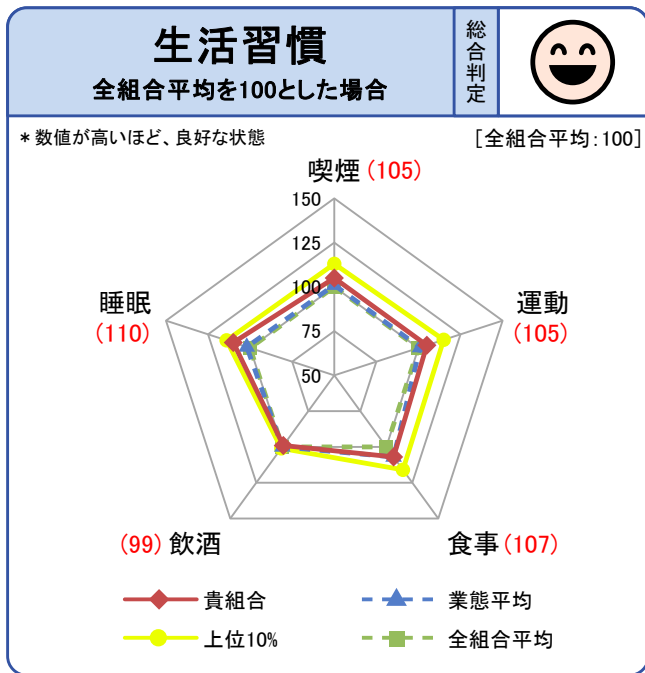 生活習慣
全組合平均を100とした場合
総合判定
＊数値が高いほど、良好な状態
[全組合平均：100]
喫煙(105)
150
125
100
75
50
睡眠
(110)
運動
(105)
(99)飲酒
食事(107)
貴組合
業態平均
上位10%
全組合平均